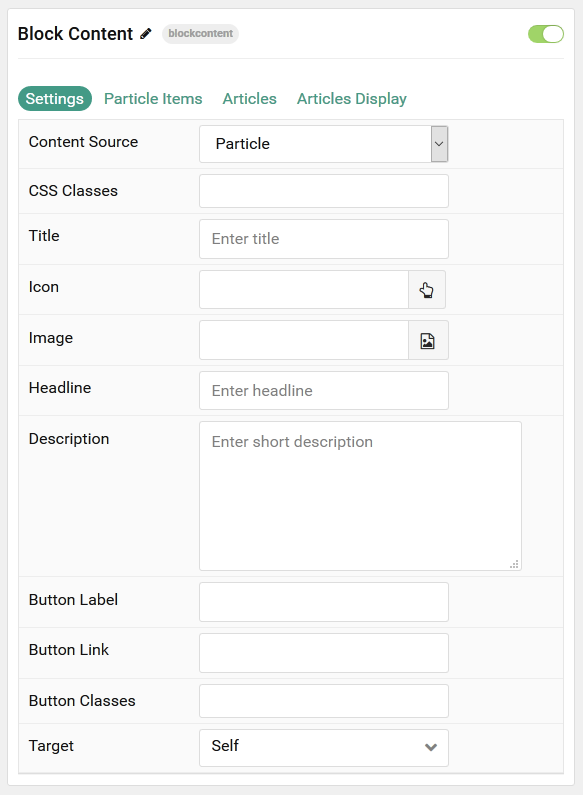 Block Content blockcontent
Settings Particle Items Articles Articles Display
Content Source Particle
CSS Classes
Title Enter title
Icon
Image
Headline Enter headline
Description Enter short description
Button Label
Button Link
Button Classes
Target Self